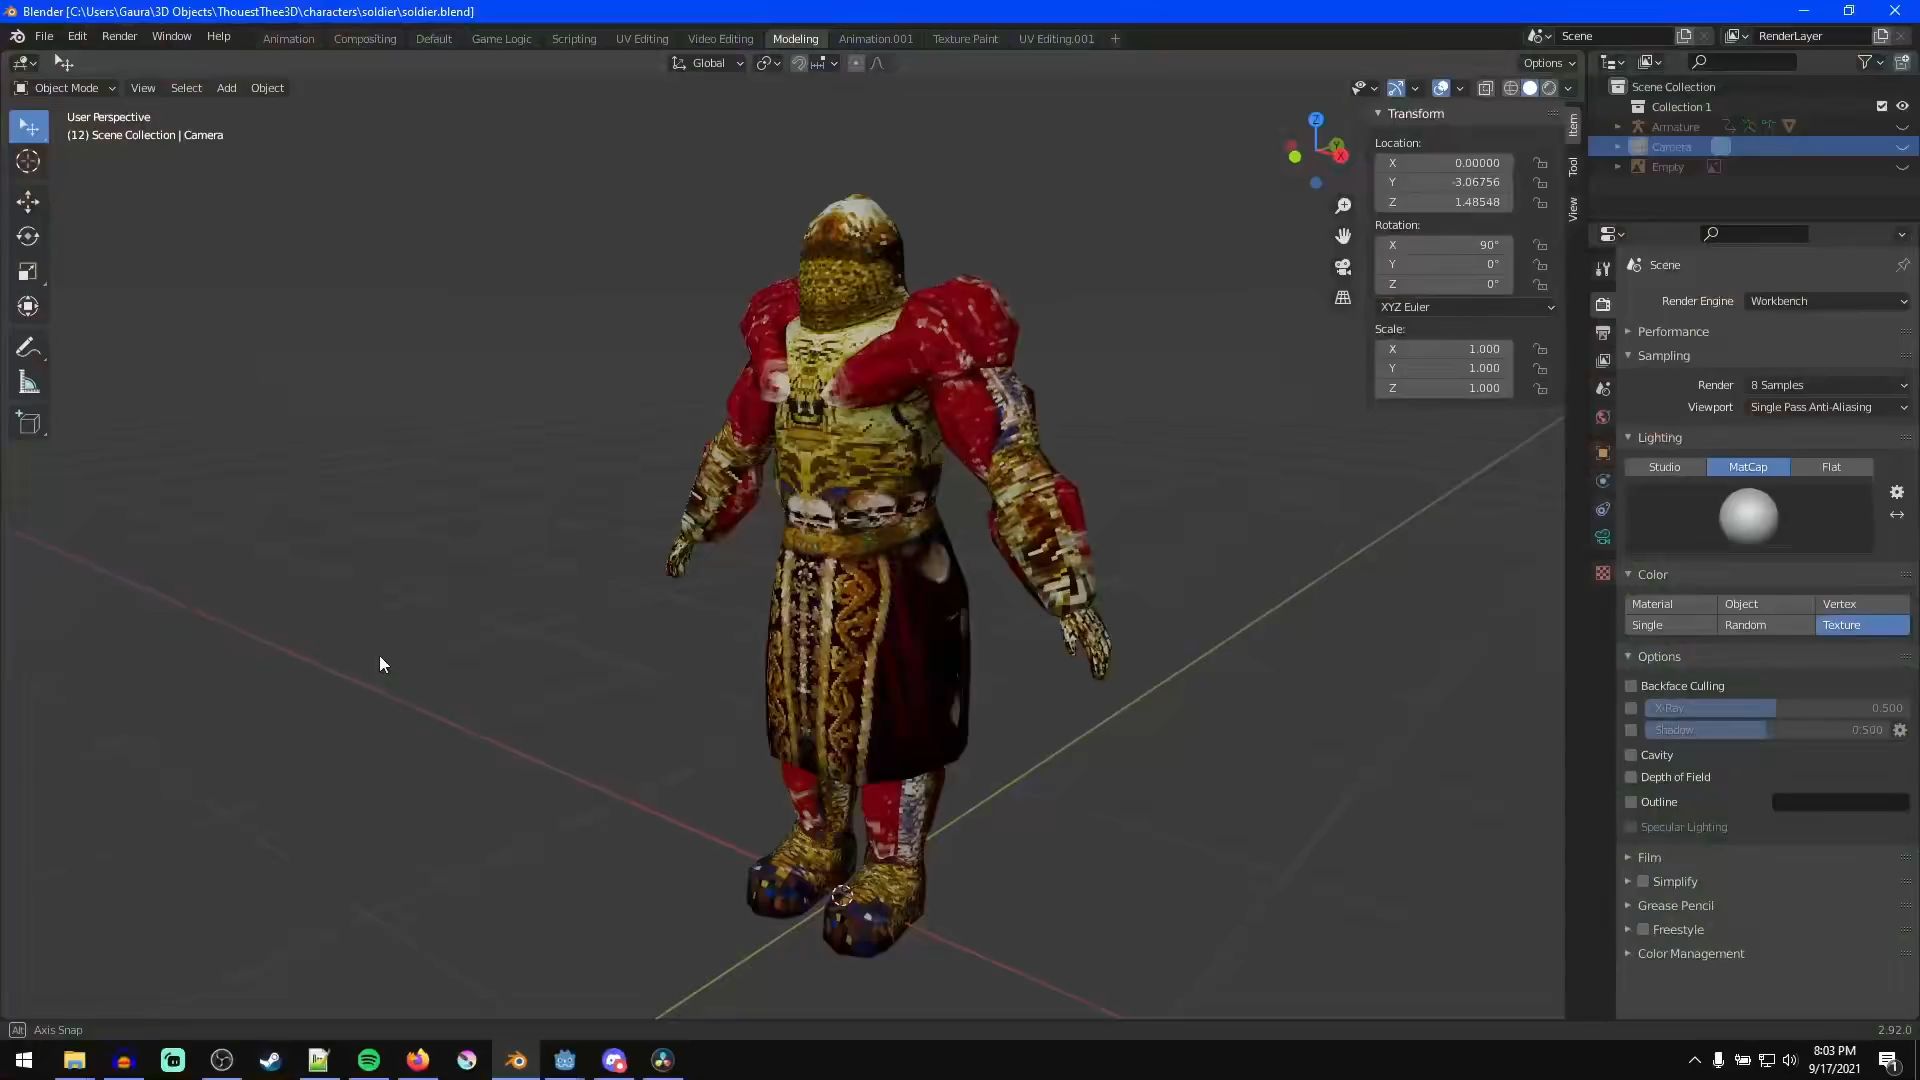 Blender [C:\Users\Gaura\3D Objects\ThouestThee3D\characters\soldier\soldier.blend]
File Edit Render Window Help Animation Compositing Default Game Logic Scripting UV Editing Video Editing Modeling Animation.001 Texture Paint UV Editing.001 + Scene RenderLayer
Global Options
Object Mode View Select Add Object
User Perspective
(12) Scene Collection | Camera
Z
Y
X
Transform
Location:
X 0.00000
Y -3.06756
Z 1.48548
Rotation:
X 90°
Y 0°
Z 0°
XYZ Euler
Scale:
X 1.000
Y 1.000
Z 1.000
Item
Tool
View
Scene Collection
Collection 1
Armature
Camera
Empty
Scene
Render Engine Workbench
Performance
Sampling
Render 8 Samples
Viewport Single Pass Anti-Aliasing
Lighting
Studio MatCap Flat
Color
Material Object Vertex
Single Random Texture
Options
Backface Culling
X-Ray 0.500
Shadow 0.500
Cavity
Depth of Field
Outline
Specular Lighting
Film
Simplify
Grease Pencil
Freestyle
Color Management
Alt Axis Snap 2.92.0
8:03 PM
9/17/2021
1